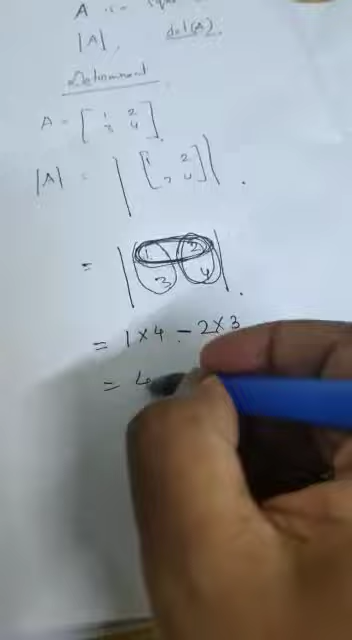 A is
|A|, det(A).
Determinant
A = [ 1 2
3 4 ].
|A| = | [ 1 2
3 4 ] | .
= | 1 2
3 4 | .
= 1 × 4 - 2 × 3
= 4